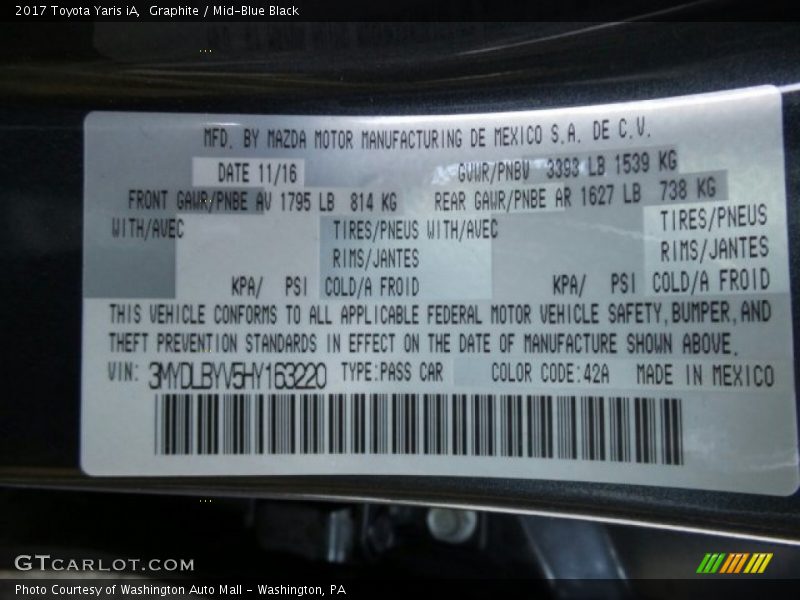 2017 Toyota Yaris iA, Graphite / Mid-Blue Black
MFD. BY MAZDA MOTOR MANUFACTURING DE MEXICO S.A. DE C.V.
DATE 11/16 GVWR/PNBV 3393 LB 1539 KG
FRONT GAWR/PNBE AV 1795 LB 814 KG REAR GAWR/PNBE AR 1627 LB 738 KG
WITH/AVEC TIRES/PNEUS WITH/AVEC TIRES/PNEUS
RIMS/JANTES RIMS/JANTES
KPA/ PSI COLD/A FROID KPA/ PSI COLD/A FROID
THIS VEHICLE CONFORMS TO ALL APPLICABLE FEDERAL MOTOR VEHICLE SAFETY, BUMPER, AND
THEFT PREVENTION STANDARDS IN EFFECT ON THE DATE OF MANUFACTURE SHOWN ABOVE.
VIN: 3MYDLBYV5HY163220 TYPE:PASS CAR COLOR CODE:42A MADE IN MEXICO
GTCARLOT.COM
Photo Courtesy of Washington Auto Mall - Washington, PA